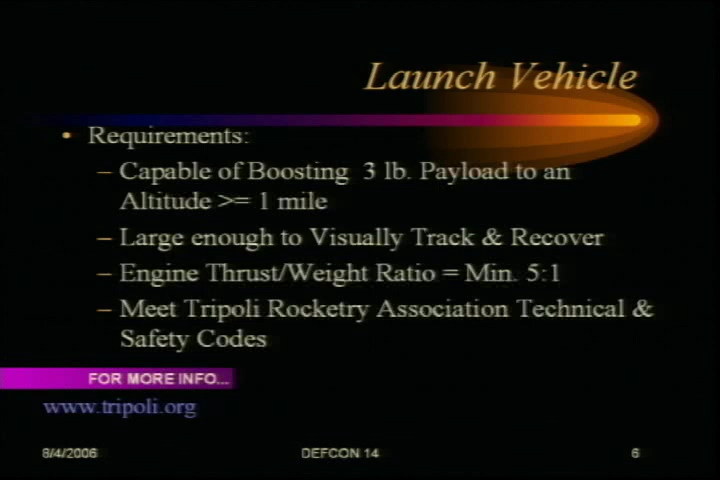 Launch Vehicle
• Requirements:
– Capable of Boosting 3 lb. Payload to an
Altitude >= 1 mile
– Large enough to Visually Track & Recover
– Engine Thrust/Weight Ratio = Min. 5:1
– Meet Tripoli Rocketry Association Technical &
Safety Codes
FOR MORE INFO...
www.tripoli.org
8/4/2006 DEFCON 14 6